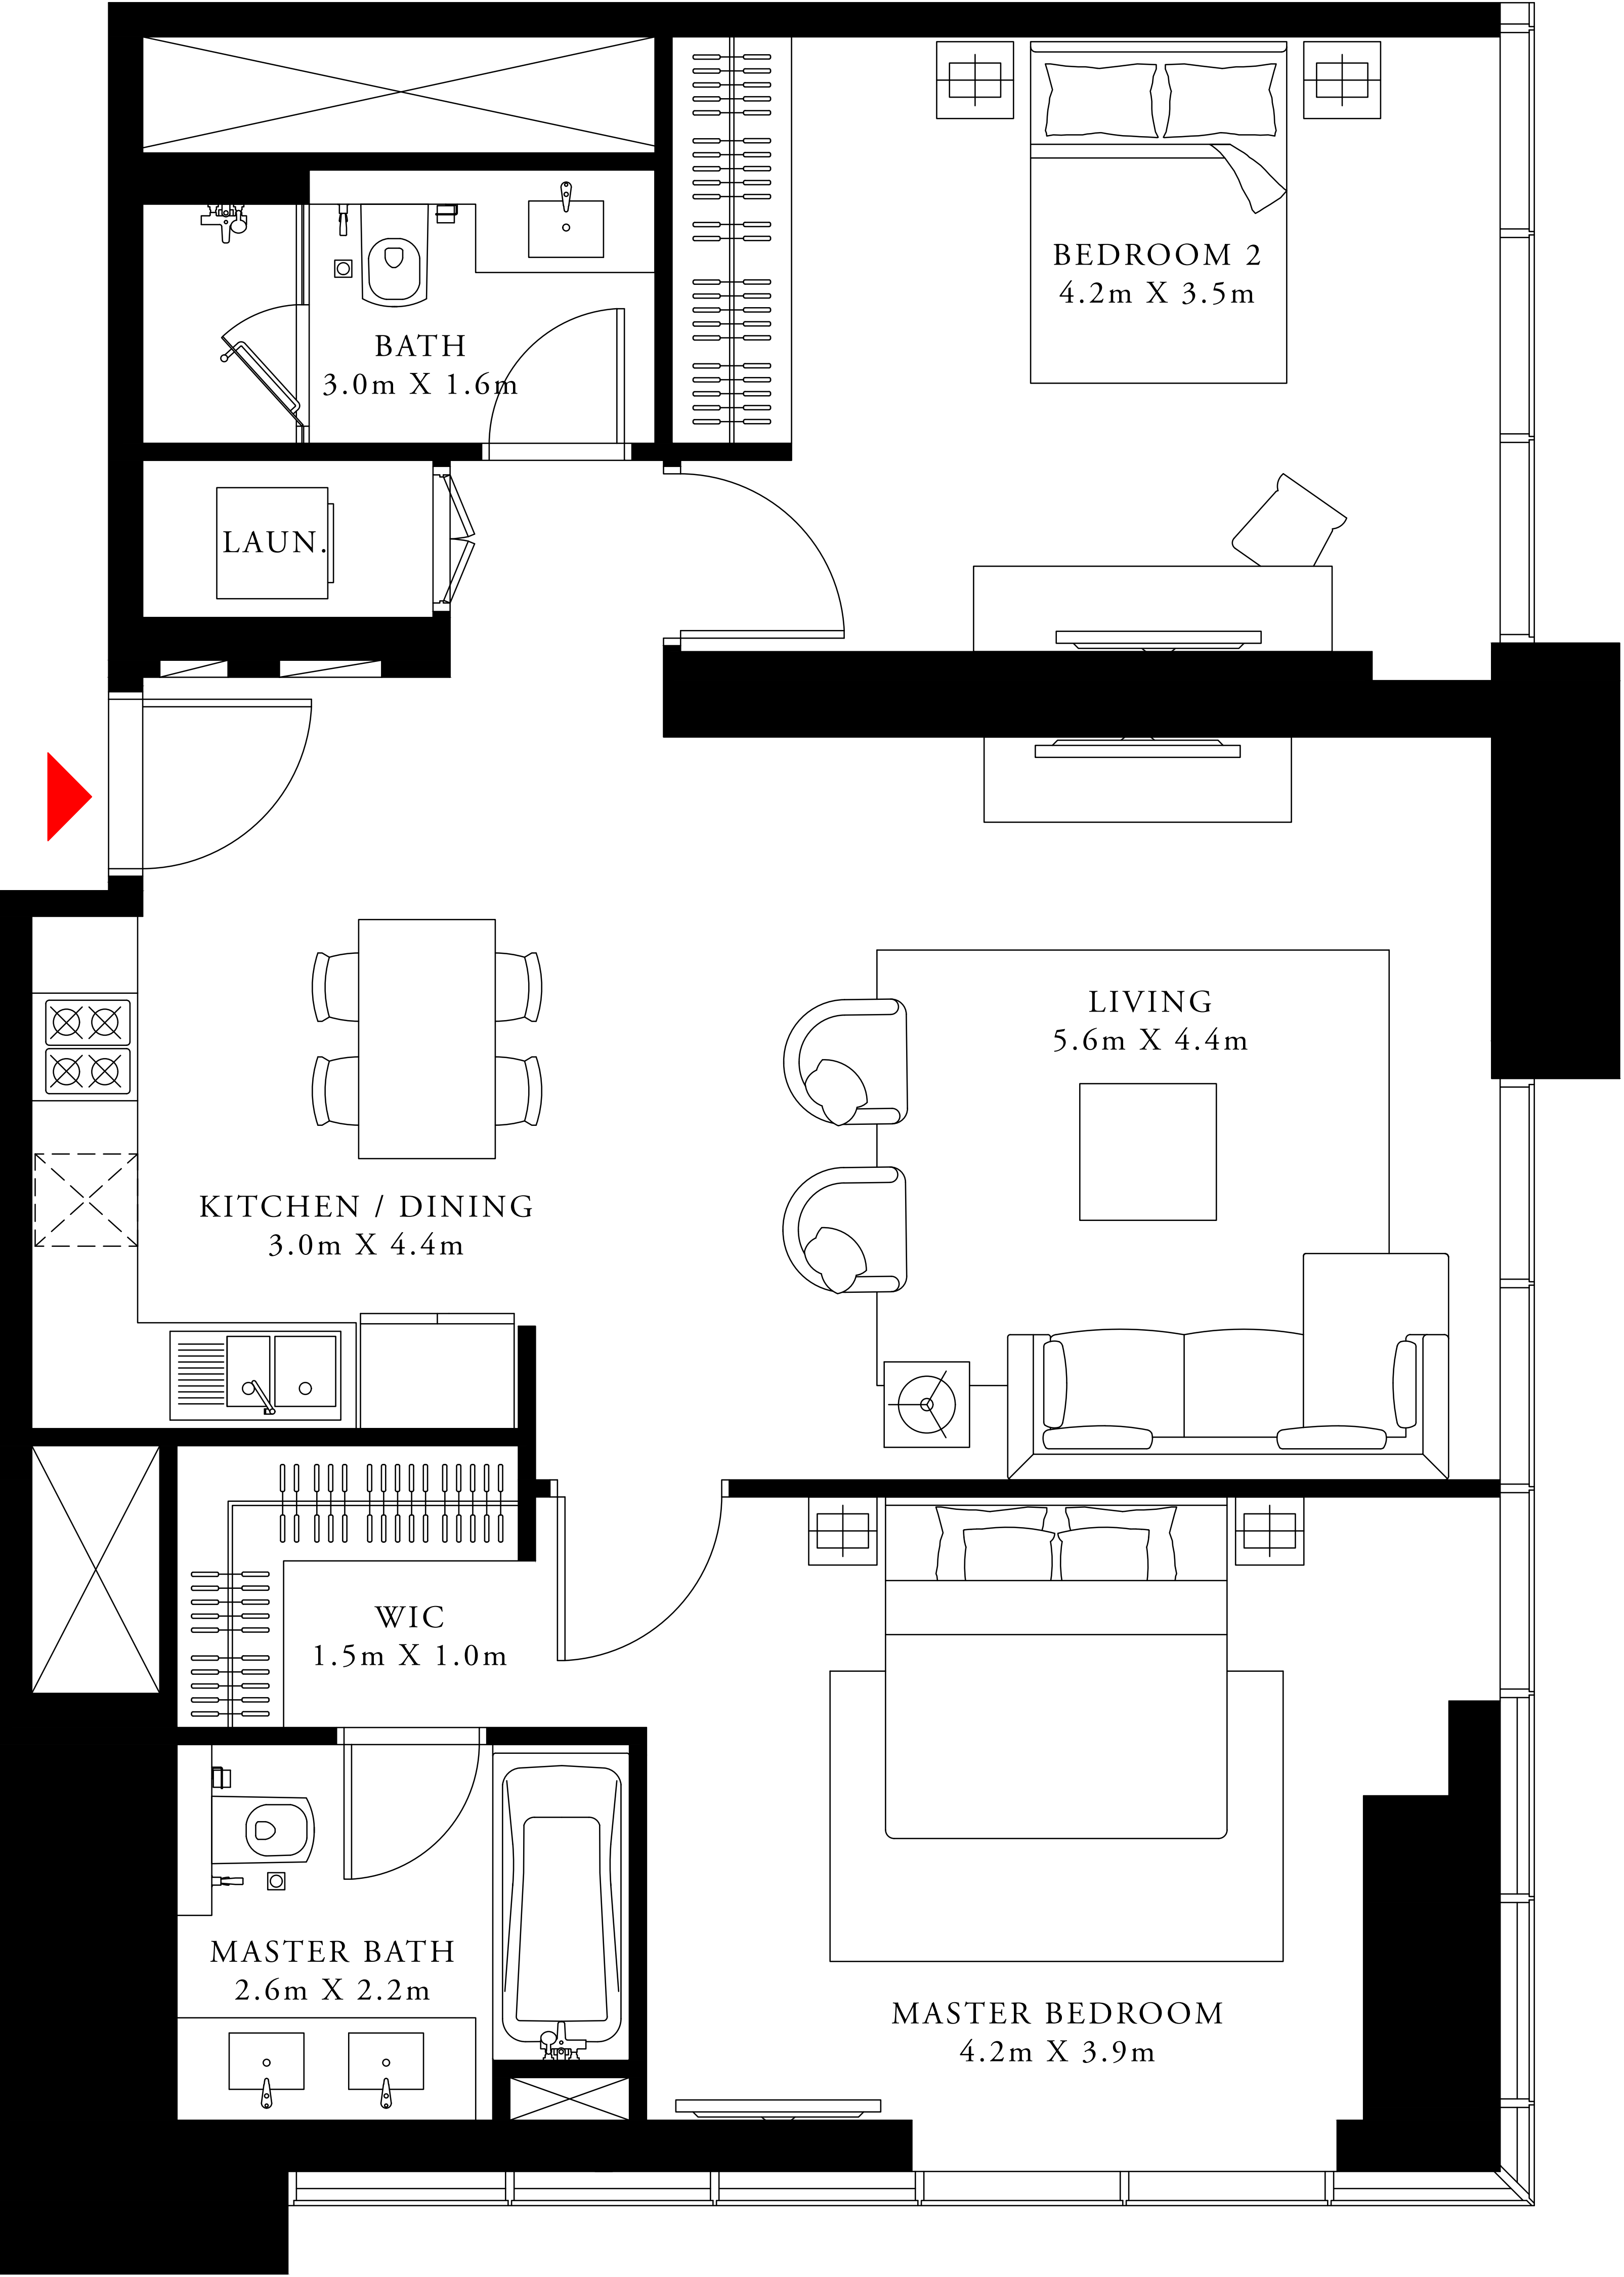 BEDROOM 2
4.2m X 3.5m
BATH
3.0m X 1.6m
LAUN.
LIVING
5.6m X 4.4m
KITCHEN / DINING
3.0m X 4.4m
WIC
1.5m X 1.0m
MASTER BATH
2.6m X 2.2m
MASTER BEDROOM
4.2m X 3.9m